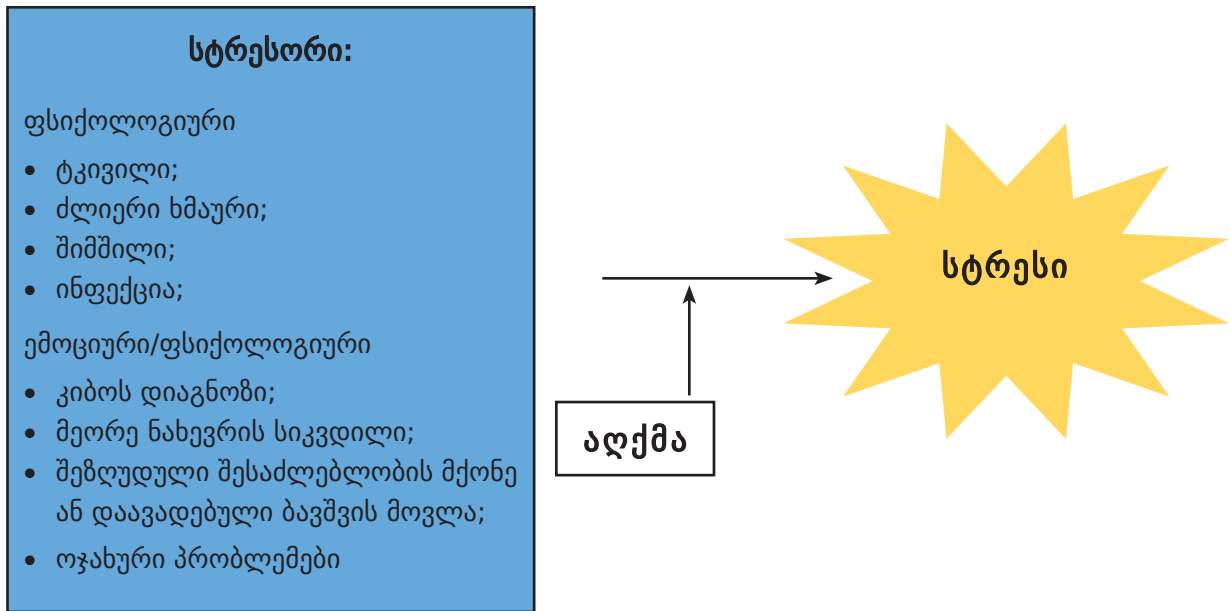 სტრესორი:
ფსიქოლოგიური
• ტკივილი;
• ძლიერი ხმაური;
• შიმშილი;
• ინფექცია;
ემოციური/ფსიქოლოგიური
• კიბოს დიაგნოზი;
• მეორე ნახევრის სიკვდილი;
• შეზღუდული შესაძლებლობის მქონე
ან დაავადებული ბავშვის მოვლა;
• ოჯახური პრობლემები
აღქმა
სტრესი